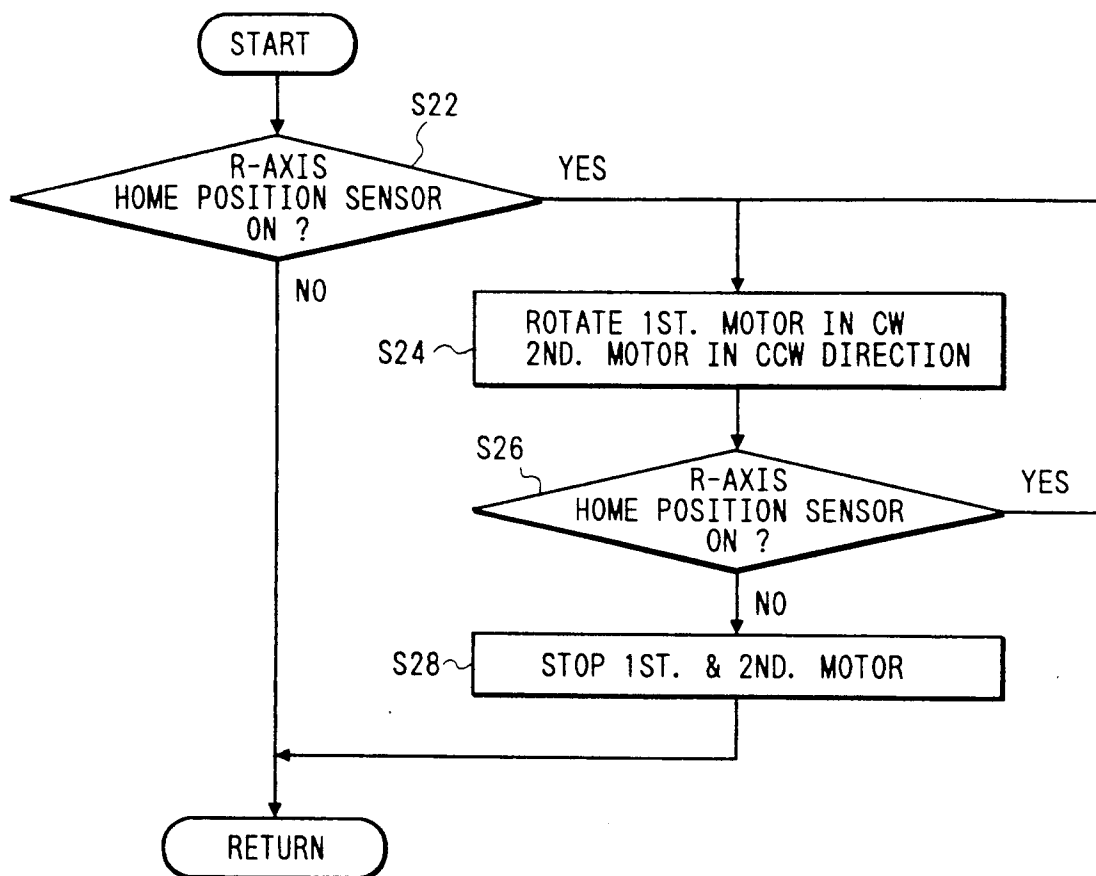 START
S22
R-AXIS
HOME POSITION SENSOR
ON ?
YES
NO
S24
ROTATE 1ST. MOTOR IN CW
2ND. MOTOR IN CCW DIRECTION
S26
R-AXIS
HOME POSITION SENSOR
ON ?
YES
NO
S28
STOP 1ST. & 2ND. MOTOR
RETURN